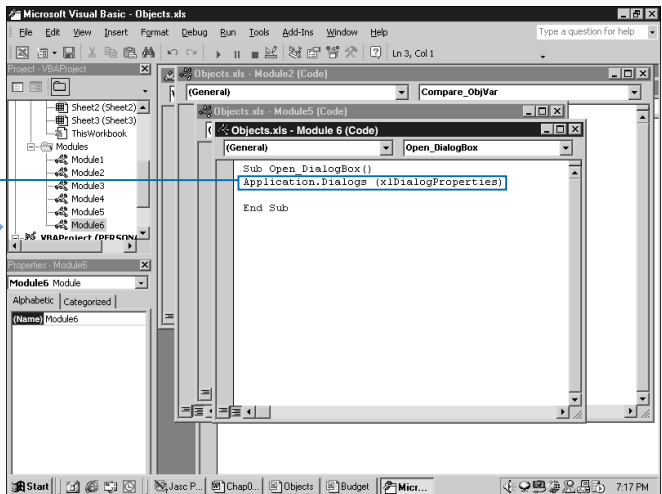 Microsoft Visual Basic - Objects.xls
File Edit View Insert Format Debug Run Tools Add-Ins Window Help
Type a question for help
Ln 3, Col 1
Project - VBAProject
Sheet2 (Sheet2)
Sheet3 (Sheet3)
ThisWorkbook
Modules
Module1
Module2
Module3
Module4
Module5
Module6
VBAProject (PERSON
Properties - Module6
Module6 Module
Alphabetic Categorized
(Name) Module6
Objects.xls - Module2 (Code)
(General) Compare_ObjVar
Objects.xls - Module5 (Code)
Objects.xls - Module 6 (Code)
(General) Open_DialogBox
Sub Open_DialogBox()
Application.Dialogs (xlDialogProperties)
End Sub
Start Jasc P... Chap0... Objects Budget Micr... 7:17 PM